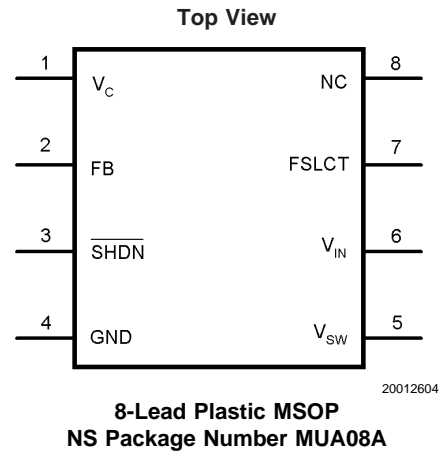 Top View
1 V_C NC 8
2 FB FSLCT 7
3 S̅H̅D̅N̅ V_IN 6
4 GND V_SW 5
20012604
8-Lead Plastic MSOP
NS Package Number MUA08A